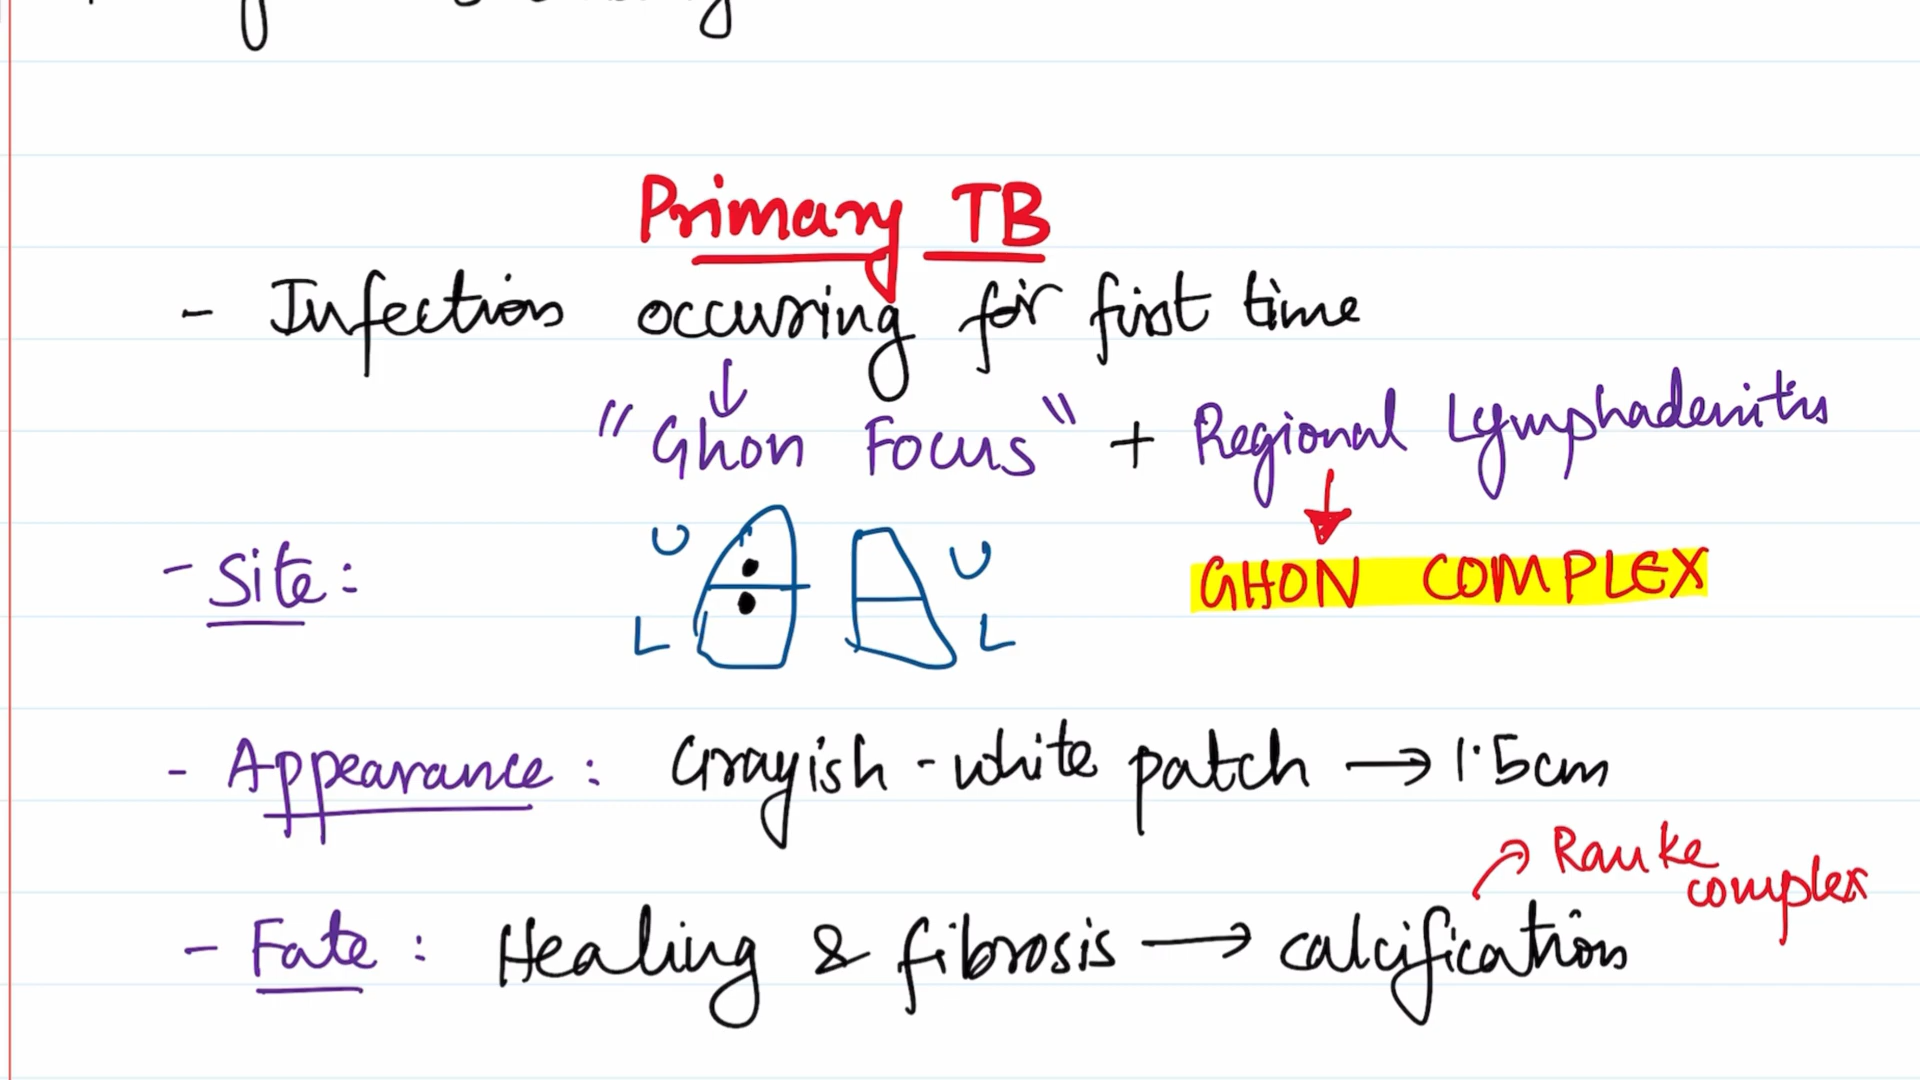 Primary TB
- Infection occuring for first time
↓
"Ghon Focus" + Regional Lymphadenitis
↓
- Site: U L U L GHON COMPLEX
- Appearance: Grayish-white patch → 1.5cm
Ranke complex
- Fate: Healing & fibrosis → calcification